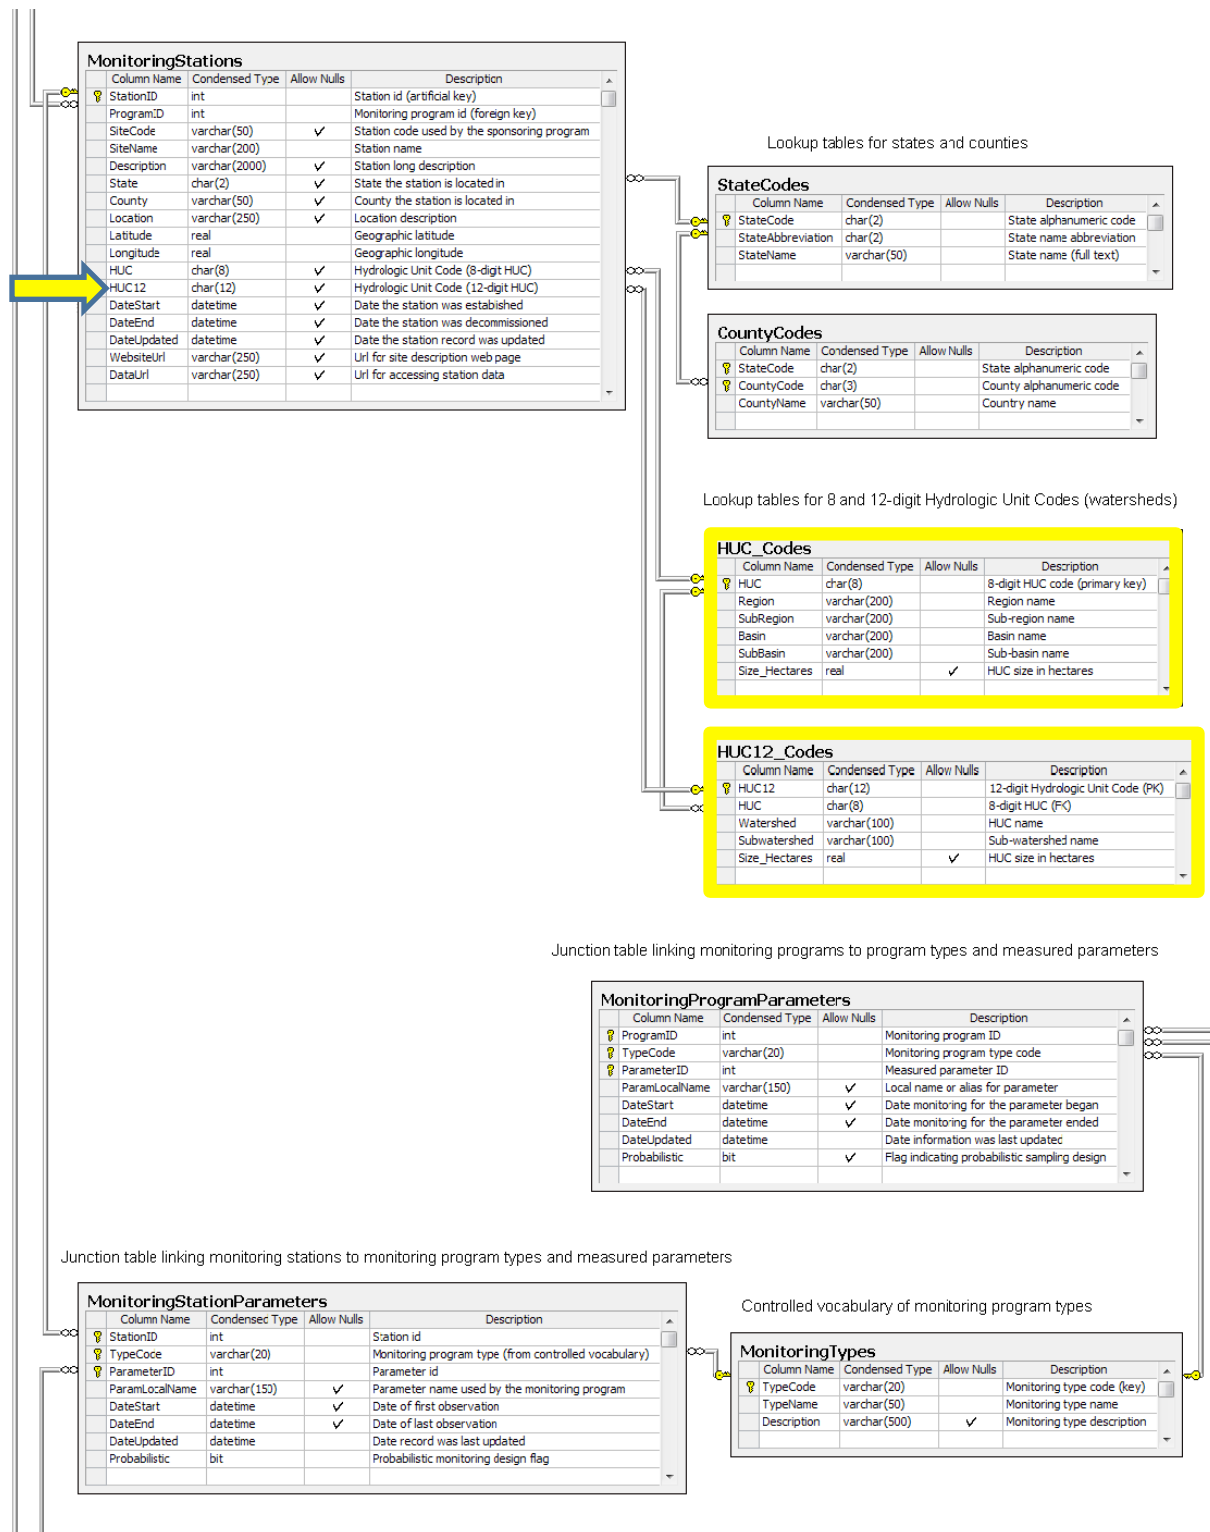 MonitoringStations
Column Name Condensed Type Allow Nulls Description
StationID int Station id (artificial key)
ProgramID int Monitoring program id (foreign key)
SiteCode varchar(50) ✓ Station code used by the sponsoring program
SiteName varchar(200) Station name
Description varchar(2000) ✓ Station long description
State char(2) ✓ State the station is located in
County varchar(50) ✓ County the station is located in
Location varchar(250) ✓ Location description
Latitude real Geographic latitude
Longitude real Geographic longitude
HUC char(8) ✓ Hydrologic Unit Code (8-digit HUC)
HUC12 char(12) ✓ Hydrologic Unit Code (12-digit HUC)
DateStart datetime ✓ Date the station was estabished
DateEnd datetime ✓ Date the station was decommissioned
DateUpdated datetime ✓ Date the station record was updated
WebsiteUrl varchar(250) ✓ Url for site description web page
DataUrl varchar(250) ✓ Url for accessing station data
Lookup tables for states and counties
StateCodes
Column Name Condensed Type Allow Nulls Description
StateCode char(2) State alphanumeric code
StateAbbreviation char(2) State name abbreviation
StateName varchar(50) State name (full text)
CountyCodes
Column Name Condensed Type Allow Nulls Description
StateCode char(2) State alphanumeric code
CountyCode char(3) County alphanumeric code
CountyName varchar(50) Country name
Lookup tables for 8 and 12-digit Hydrologic Unit Codes (watersheds)
HUC_Codes
Column Name Condensed Type Allow Nulls Description
HUC char(8) 8-digit HUC code (primary key)
Region varchar(200) Region name
SubRegion varchar(200) Sub-region name
Basin varchar(200) Basin name
SubBasin varchar(200) Sub-basin name
Size_Hectares real ✓ HUC size in hectares
HUC12_Codes
Column Name Condensed Type Allow Nulls Description
HUC12 char(12) 12-digit Hydrologic Unit Code (PK)
HUC char(8) 8-digit HUC (FK)
Watershed varchar(100) HUC name
Subwatershed varchar(100) Sub-watershed name
Size_Hectares real ✓ HUC size in hectares
Junction table linking monitoring programs to program types and measured parameters
MonitoringProgramParameters
Column Name Condensed Type Allow Nulls Description
ProgramID int Monitoring program ID
TypeCode varchar(20) Monitoring program type code
ParameterID int Measured parameter ID
ParamLocalName varchar(150) ✓ Local name or alias for parameter
DateStart datetime ✓ Date monitoring for the parameter began
DateEnd datetime ✓ Date monitoring for the parameter ended
DateUpdated datetime Date information was last updated
Probabilistic bit ✓ Flag indicating probabilistic sampling design
Junction table linking monitoring stations to monitoring program types and measured parameters
MonitoringStationParameters
Column Name Condensed Type Allow Nulls Description
StationID int Station id
TypeCode varchar(20) Monitoring program type (from controlled vocabulary)
ParameterID int Parameter id
ParamLocalName varchar(150) ✓ Parameter name used by the monitoring program
DateStart datetime ✓ Date of first observation
DateEnd datetime ✓ Date of last observation
DateUpdated datetime Date record was last updated
Probabilistic bit Probabilistic monitoring design flag
Controlled vocabulary of monitoring program types
MonitoringTypes
Column Name Condensed Type Allow Nulls Description
TypeCode varchar(20) Monitoring type code (key)
TypeName varchar(50) Monitoring type name
Description varchar(500) ✓ Monitoring type description